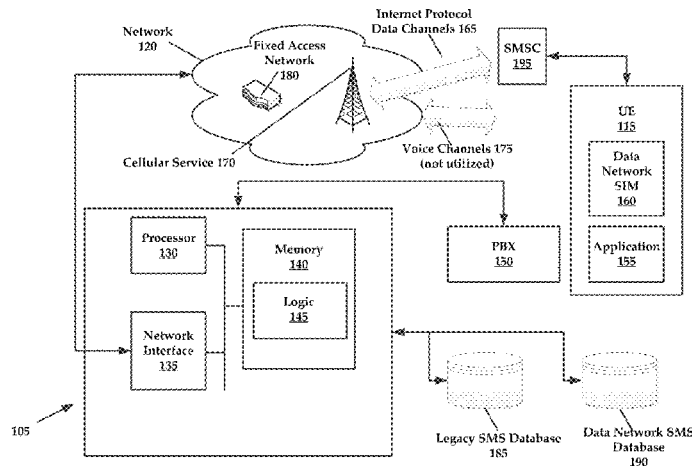 Network
120
Fixed Access
Network
180
Internet Protocol
Data Channels 165
SMSC
195
UE
115
Data
Network
SIM
160
Application
155
Cellular Service 170
Voice Channels 175
(not utilized)
Processor
130
Memory
140
Logic
145
Network
Interface
135
PBX
150
105
Legacy SMS Database
185
Data Network SMS
Database
190